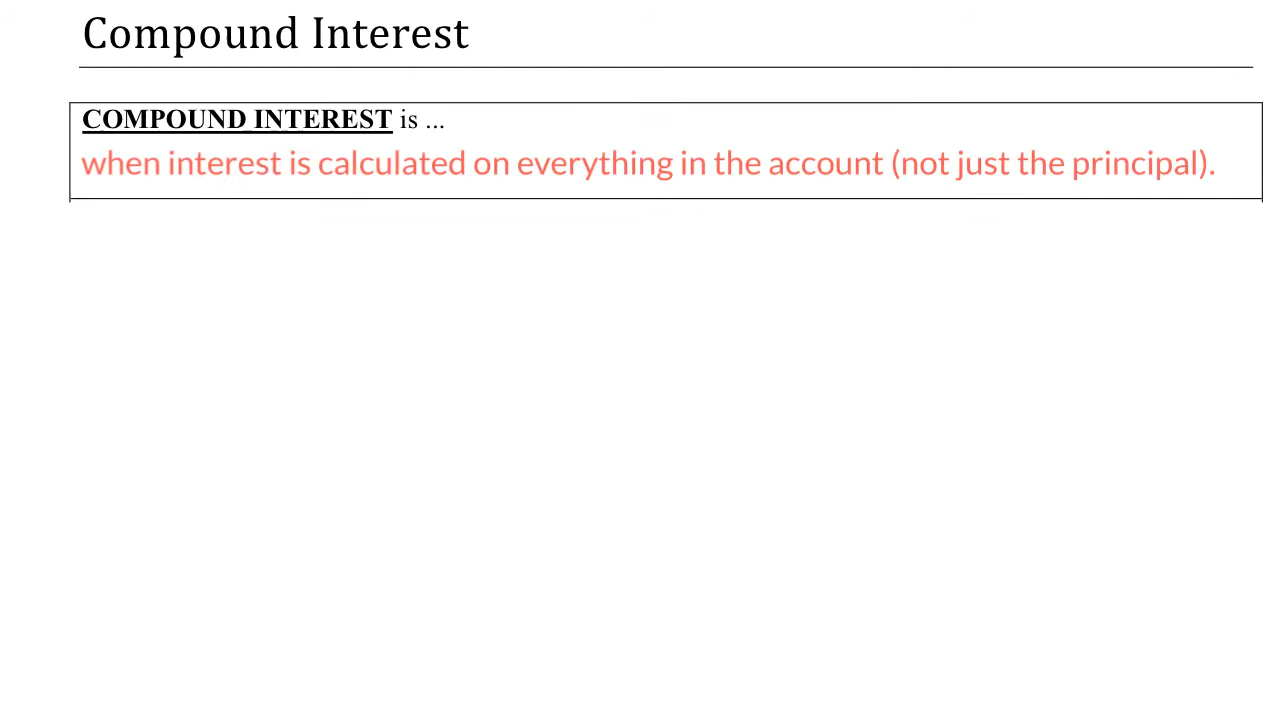 Compound Interest
COMPOUND INTEREST is ...
when interest is calculated on everything in the account (not just the principal).